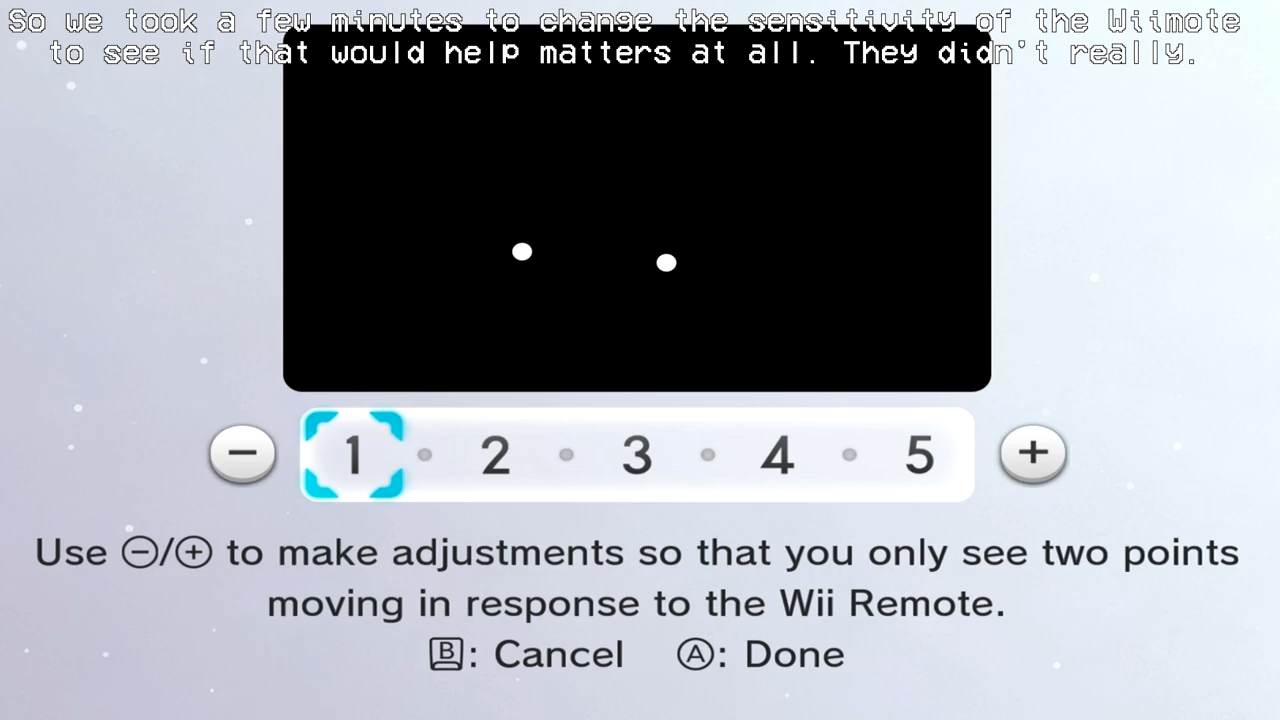 So we took a few minutes to change the sensitivity of the Wiimote
to see if that would help matters at all. They didn't really.
− 1 2 3 4 5 +
Use ⊖/⊕ to make adjustments so that you only see two points
moving in response to the Wii Remote.
B: Cancel Ⓐ: Done